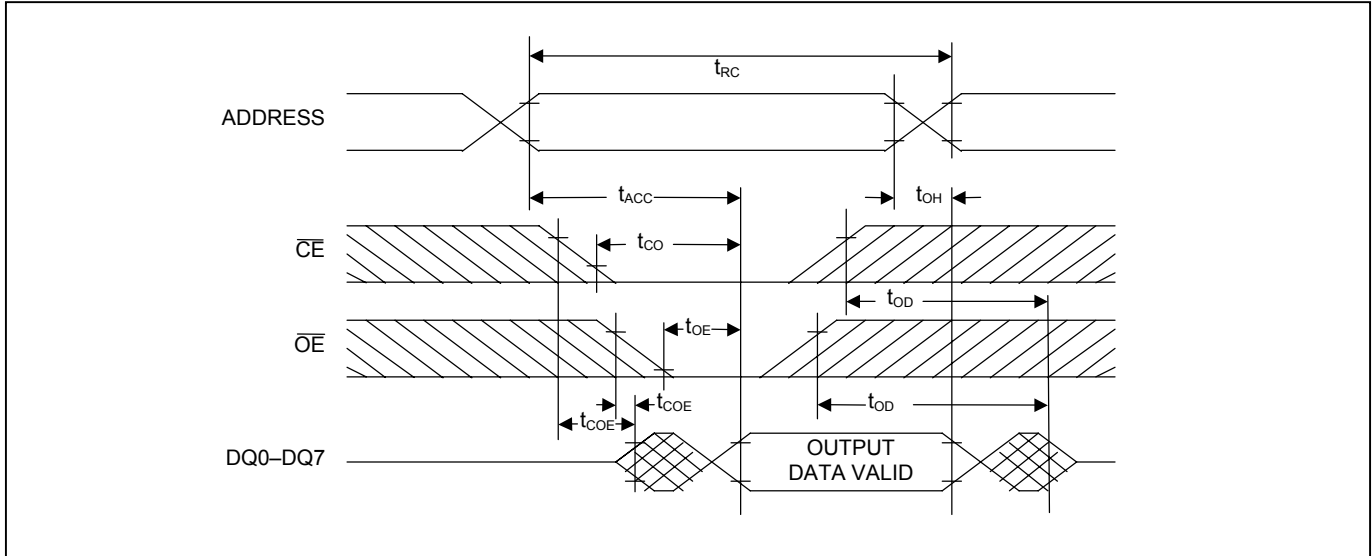 tRC
ADDRESS
tACC
tOH
CE
tCO
tOD
OE
tOE
tCOE
tOD
tCOE
DQ0–DQ7
OUTPUT
DATA VALID